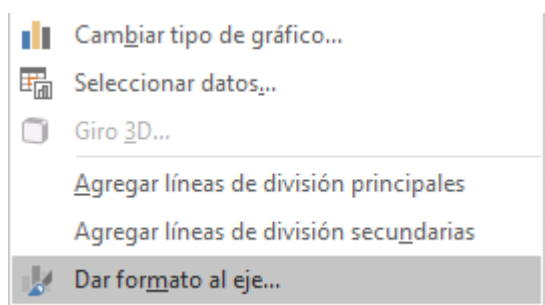 Cambiar tipo de gráfico...
Seleccionar datos...
Giro 3D...
Agregar líneas de división principales
Agregar líneas de división secundarias
Dar formato al eje...